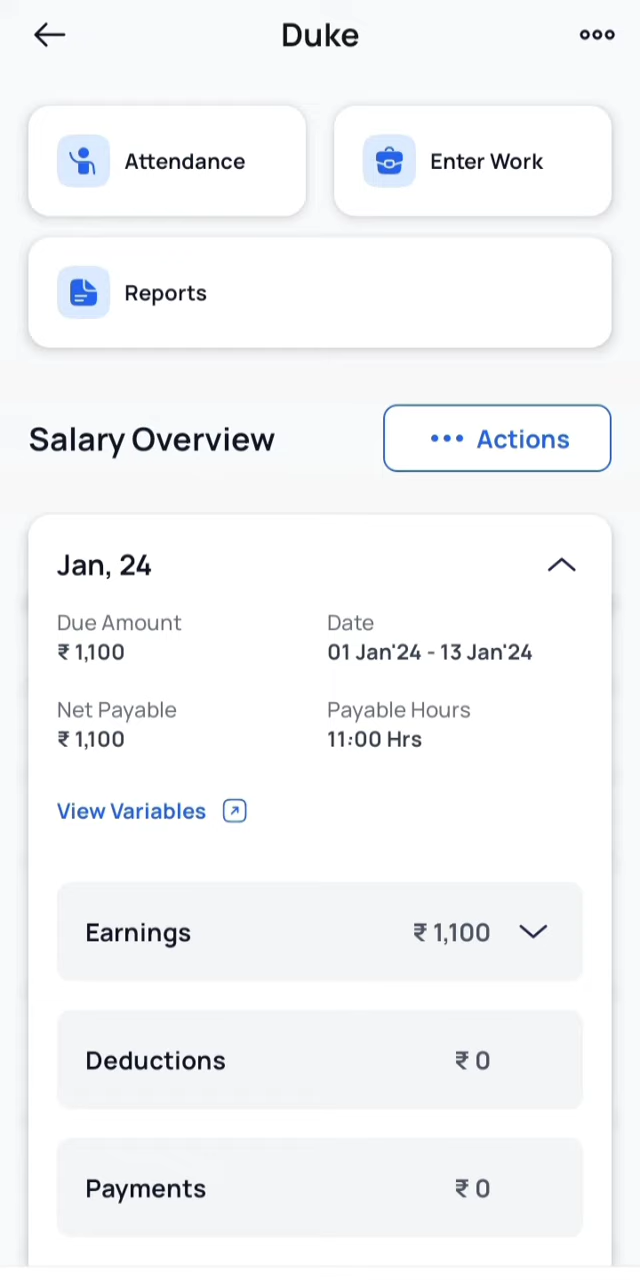 Duke
Attendance
Enter Work
Reports
Salary Overview
Actions
Jan, 24
Due Amount
Date
₹ 1,100
01 Jan'24 - 13 Jan'24
Net Payable
Payable Hours
₹ 1,100
11:00 Hrs
View Variables
Earnings ₹ 1,100
Deductions ₹ 0
Payments ₹ 0